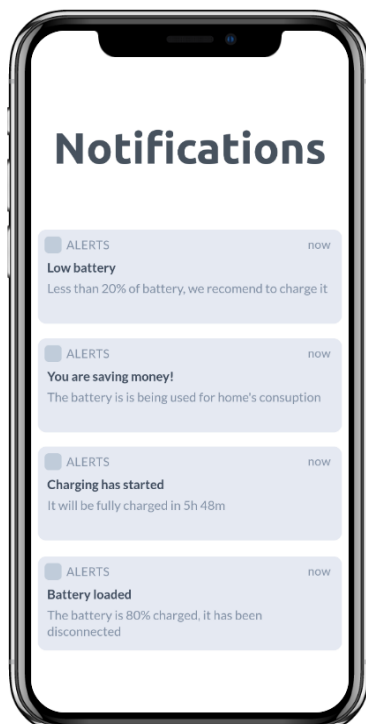 Notifications
ALERTS now
Low battery
Less than 20% of battery, we recomend to charge it
ALERTS now
You are saving money!
The battery is is being used for home's consuption
ALERTS now
Charging has started
It will be fully charged in 5h 48m
ALERTS now
Battery loaded
The battery is 80% charged, it has been
disconnected